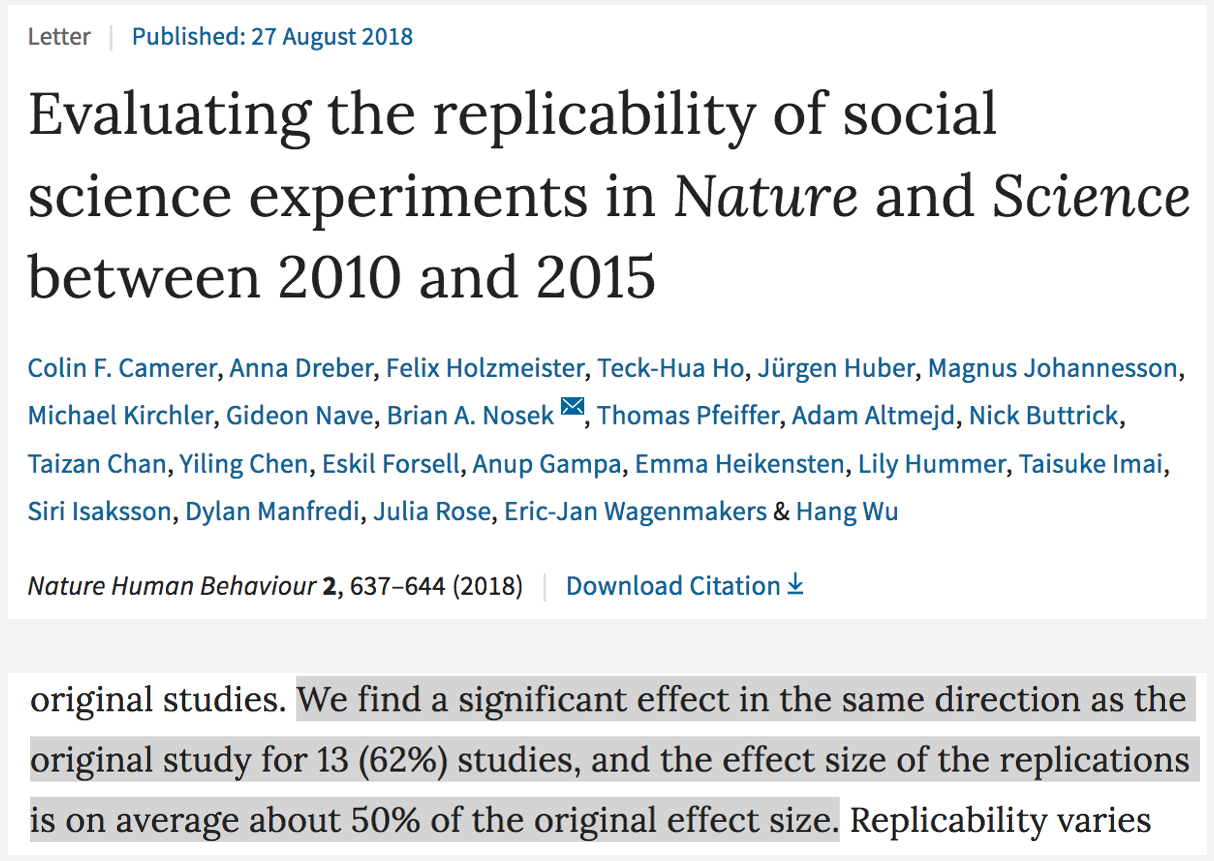 Letter | Published: 27 August 2018
Evaluating the replicability of social
science experiments in Nature and Science
between 2010 and 2015
Colin F. Camerer, Anna Dreber, Felix Holzmeister, Teck-Hua Ho, Jürgen Huber, Magnus Johannesson,
Michael Kirchler, Gideon Nave, Brian A. Nosek, Thomas Pfeiffer, Adam Altmejd, Nick Buttrick,
Taizan Chan, Yiling Chen, Eskil Forsell, Anup Gampa, Emma Heikensten, Lily Hummer, Taisuke Imai,
Siri Isaksson, Dylan Manfredi, Julia Rose, Eric-Jan Wagenmakers & Hang Wu
Nature Human Behaviour 2, 637–644 (2018) | Download Citation
original studies. We find a significant effect in the same direction as the
original study for 13 (62%) studies, and the effect size of the replications
is on average about 50% of the original effect size. Replicability varies